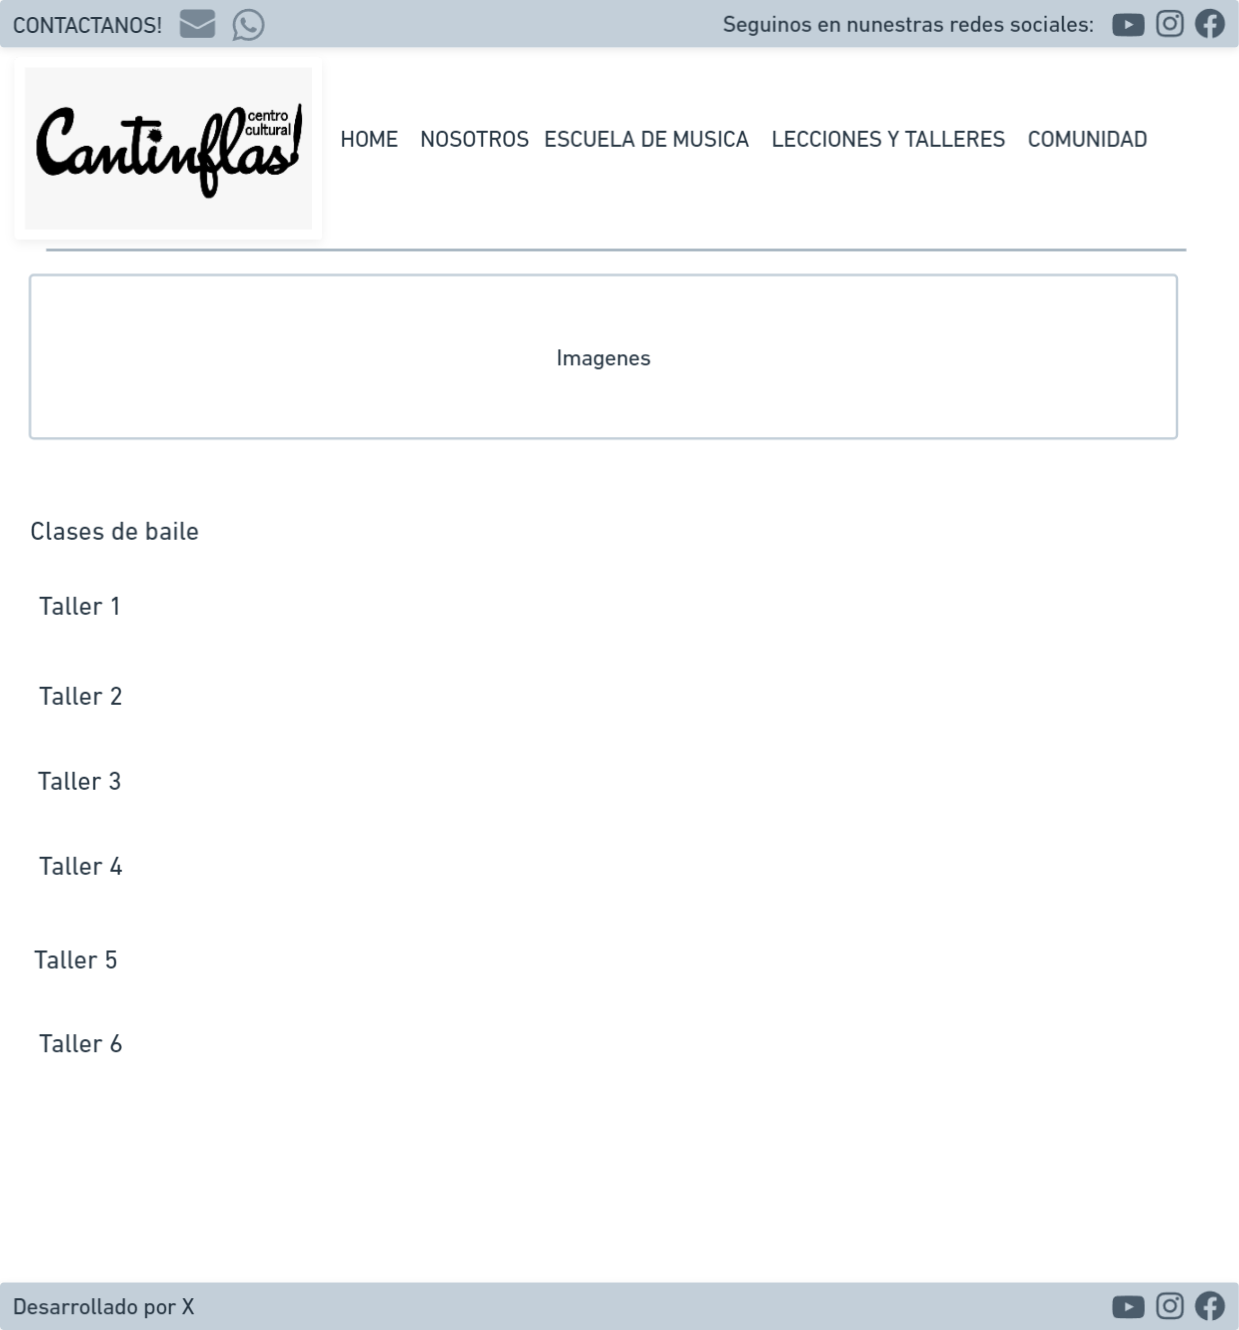 CONTACTANOS!
Seguinos en nunestras redes sociales:
Cantinflas!
centro
cultural
HOME NOSOTROS ESCUELA DE MUSICA LECCIONES Y TALLERES COMUNIDAD
Imagenes
Clases de baile
Taller 1
Taller 2
Taller 3
Taller 4
Taller 5
Taller 6
Desarrollado por X